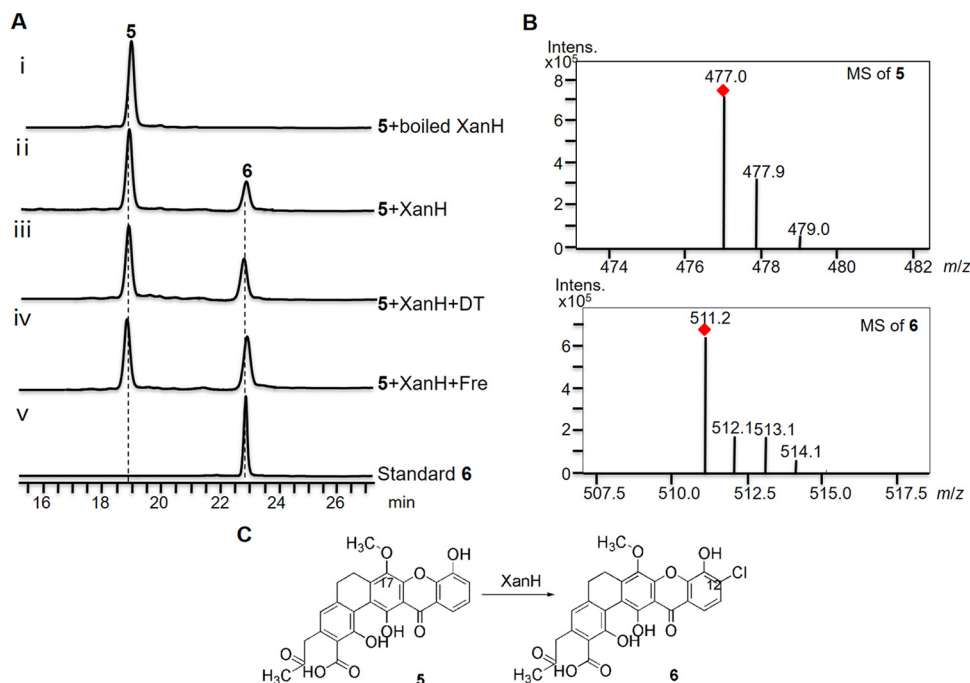 A
5
i
5+boiled XanH
ii
6
5+XanH
iii
5+XanH+DT
iv
5+XanH+Fre
v
Standard 6
16 18 20 22 24 26
min
B
Intens.
x10⁵
MS of 5
8
6
4
2
0
477.0
477.9
479.0
474 476 478 480 482 m/z
Intens.
x10⁵
MS of 6
6
4
2
0
511.2
512.1 513.1
514.1
507.5 510.0 512.5 515.0 517.5 m/z
C
H₃C
O
17
O
OH
OH
OH
O
O
H₃C
HO
O
5
XanH
H₃C
O
O
OH
12
Cl
OH
OH
O
O
H₃C
HO
O
6